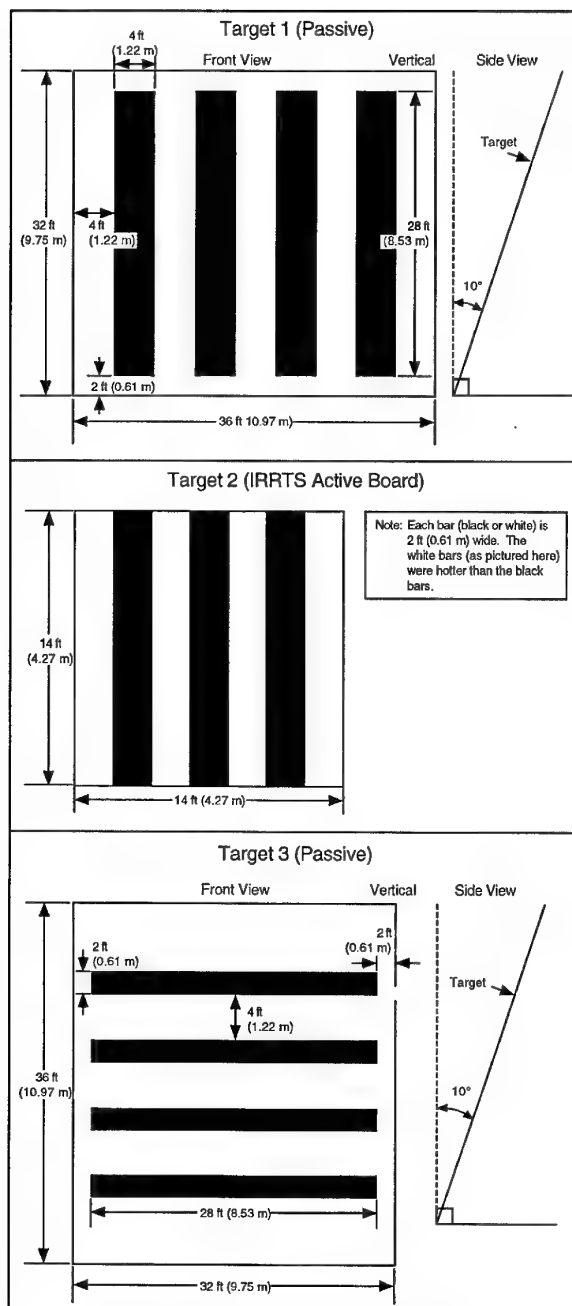 Target 1 (Passive)
4 ft
(1.22 m)
Front View
Vertical
Side View
Target
32 ft
(9.75 m)
4 ft
(1.22 m)
28 ft
(8.53 m)
10°
2 ft (0.61 m)
36 ft 10.97 m)
Target 2 (IRRTS Active Board)
Note: Each bar (black or white) is
2 ft (0.61 m) wide. The
white bars (as pictured here)
were hotter than the black
bars.
14 ft
(4.27 m)
14 ft (4.27 m)
Target 3 (Passive)
Front View
Vertical
Side View
2 ft
(0.61 m)
2 ft
(0.61 m)
Target
4 ft
(1.22 m)
36 ft
(10.97 m)
10°
28 ft (8.53 m)
32 ft (9.75 m)